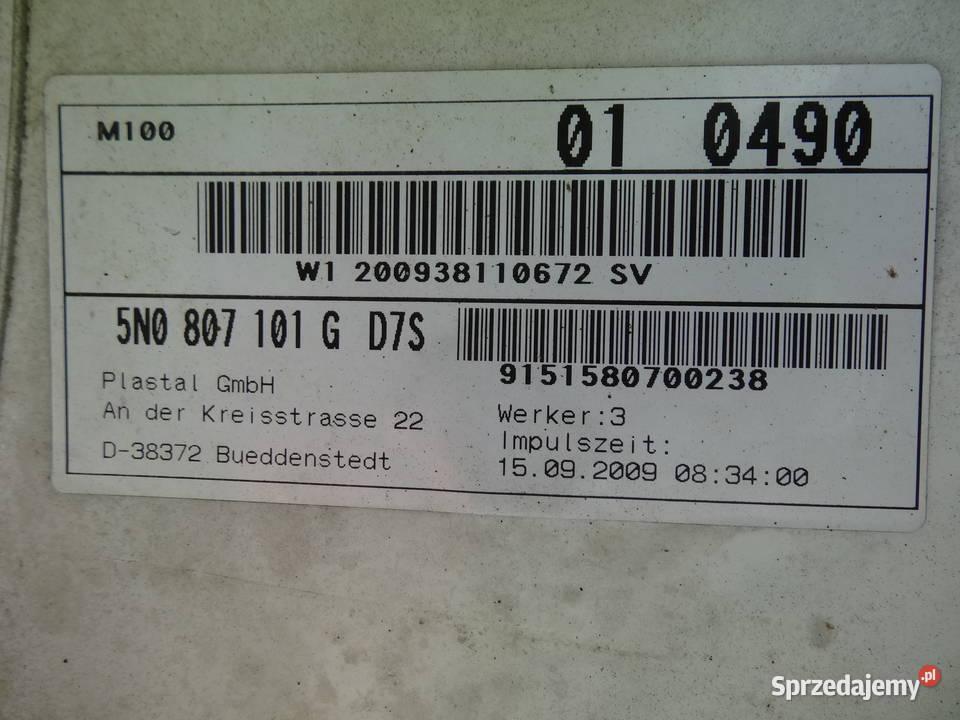 M100 01 0490
W1 200938110672 SV
5N0 807 101 G D7S
9151580700238
Plastal GmbH
An der Kreisstrasse 22
D-38372 Bueddenstedt
Werker:3
Impulszeit:
15.09.2009 08:34:00
Sprzedajemy.pl